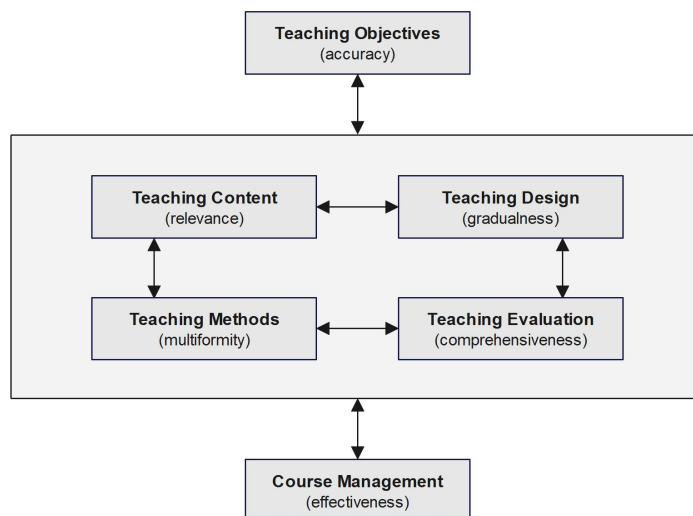 Teaching Objectives
(accuracy)
Teaching Content
(relevance)
Teaching Design
(gradualness)
Teaching Methods
(multiformity)
Teaching Evaluation
(comprehensiveness)
Course Management
(effectiveness)